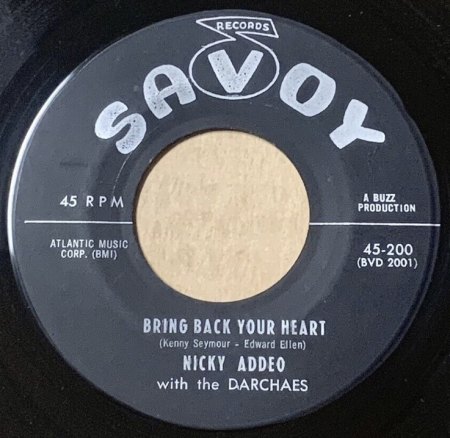 RECORDS
SAVOY
45 RPM
A BUZZ
PRODUCTION
ATLANTIC MUSIC
CORP. (BMI)
45-200
(BVD 2001)
BRING BACK YOUR HEART
(Kenny Seymour - Edward Ellen)
NICKY ADDEO
with the DARCHAES